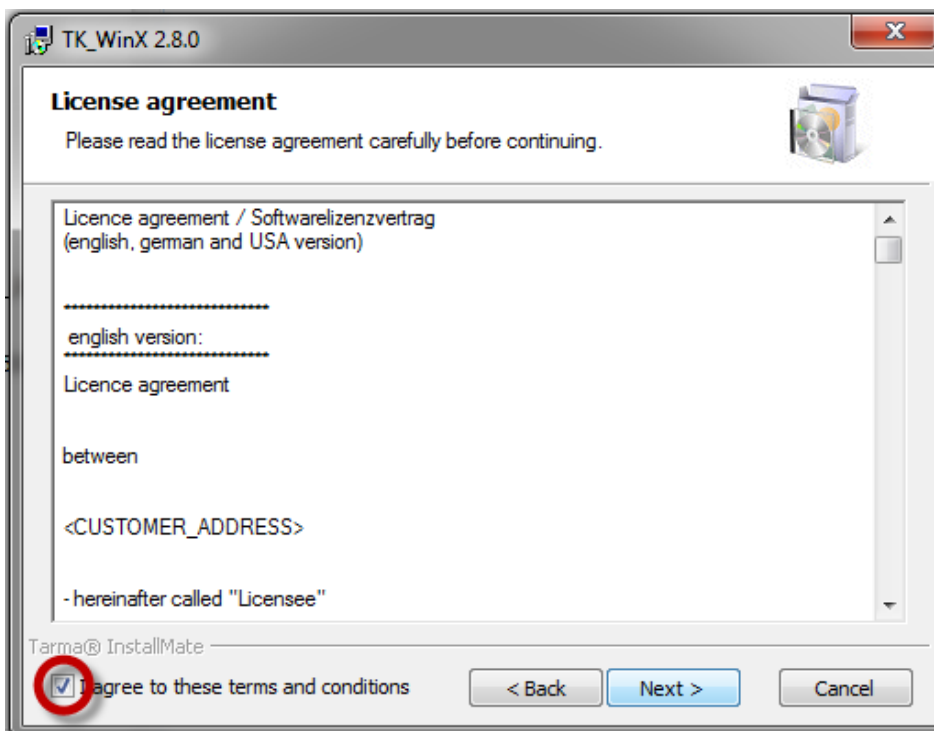 TK_WinX 2.8.0
License agreement
Please read the license agreement carefully before continuing.
Licence agreement / Softwarelizenzvertrag
(english, german and USA version)
*****************************
english version:
*****************************
Licence agreement
between
<CUSTOMER_ADDRESS>
- hereinafter called "Licensee"
Tarma® InstallMate
I agree to these terms and conditions
< Back Next > Cancel